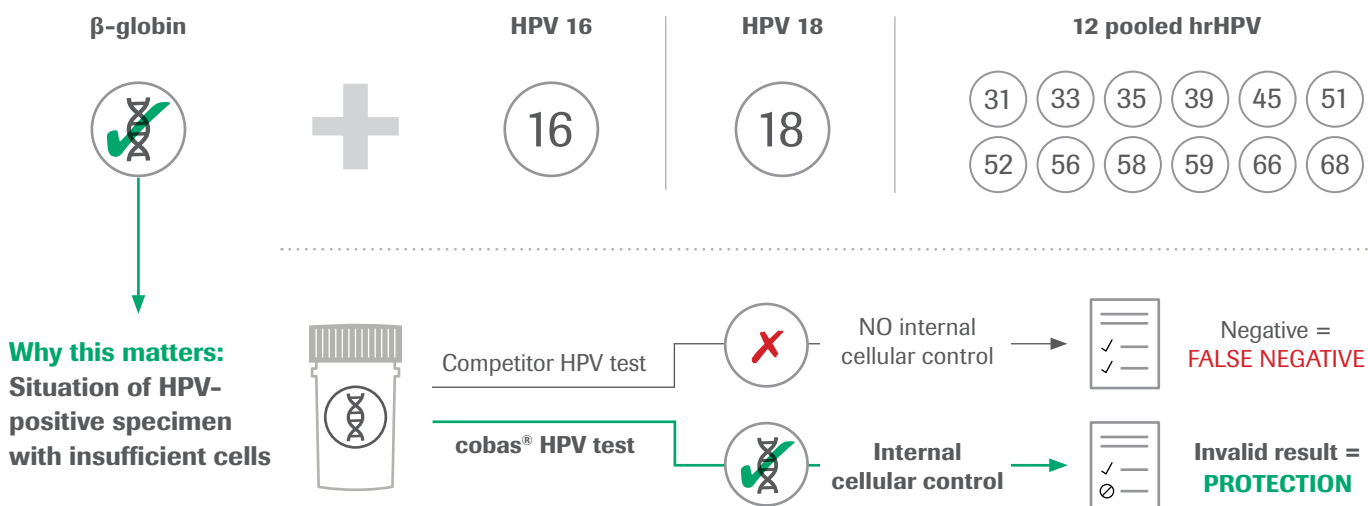 β-globin
HPV 16
HPV 18
12 pooled hrHPV
16
18
31 33 35 39 45 51
52 56 58 59 66 68
Why this matters:
Situation of HPV-
positive specimen
with insufficient cells
Competitor HPV test
NO internal
cellular control
Negative =
FALSE NEGATIVE
cobas® HPV test
Internal
cellular control
Invalid result =
PROTECTION